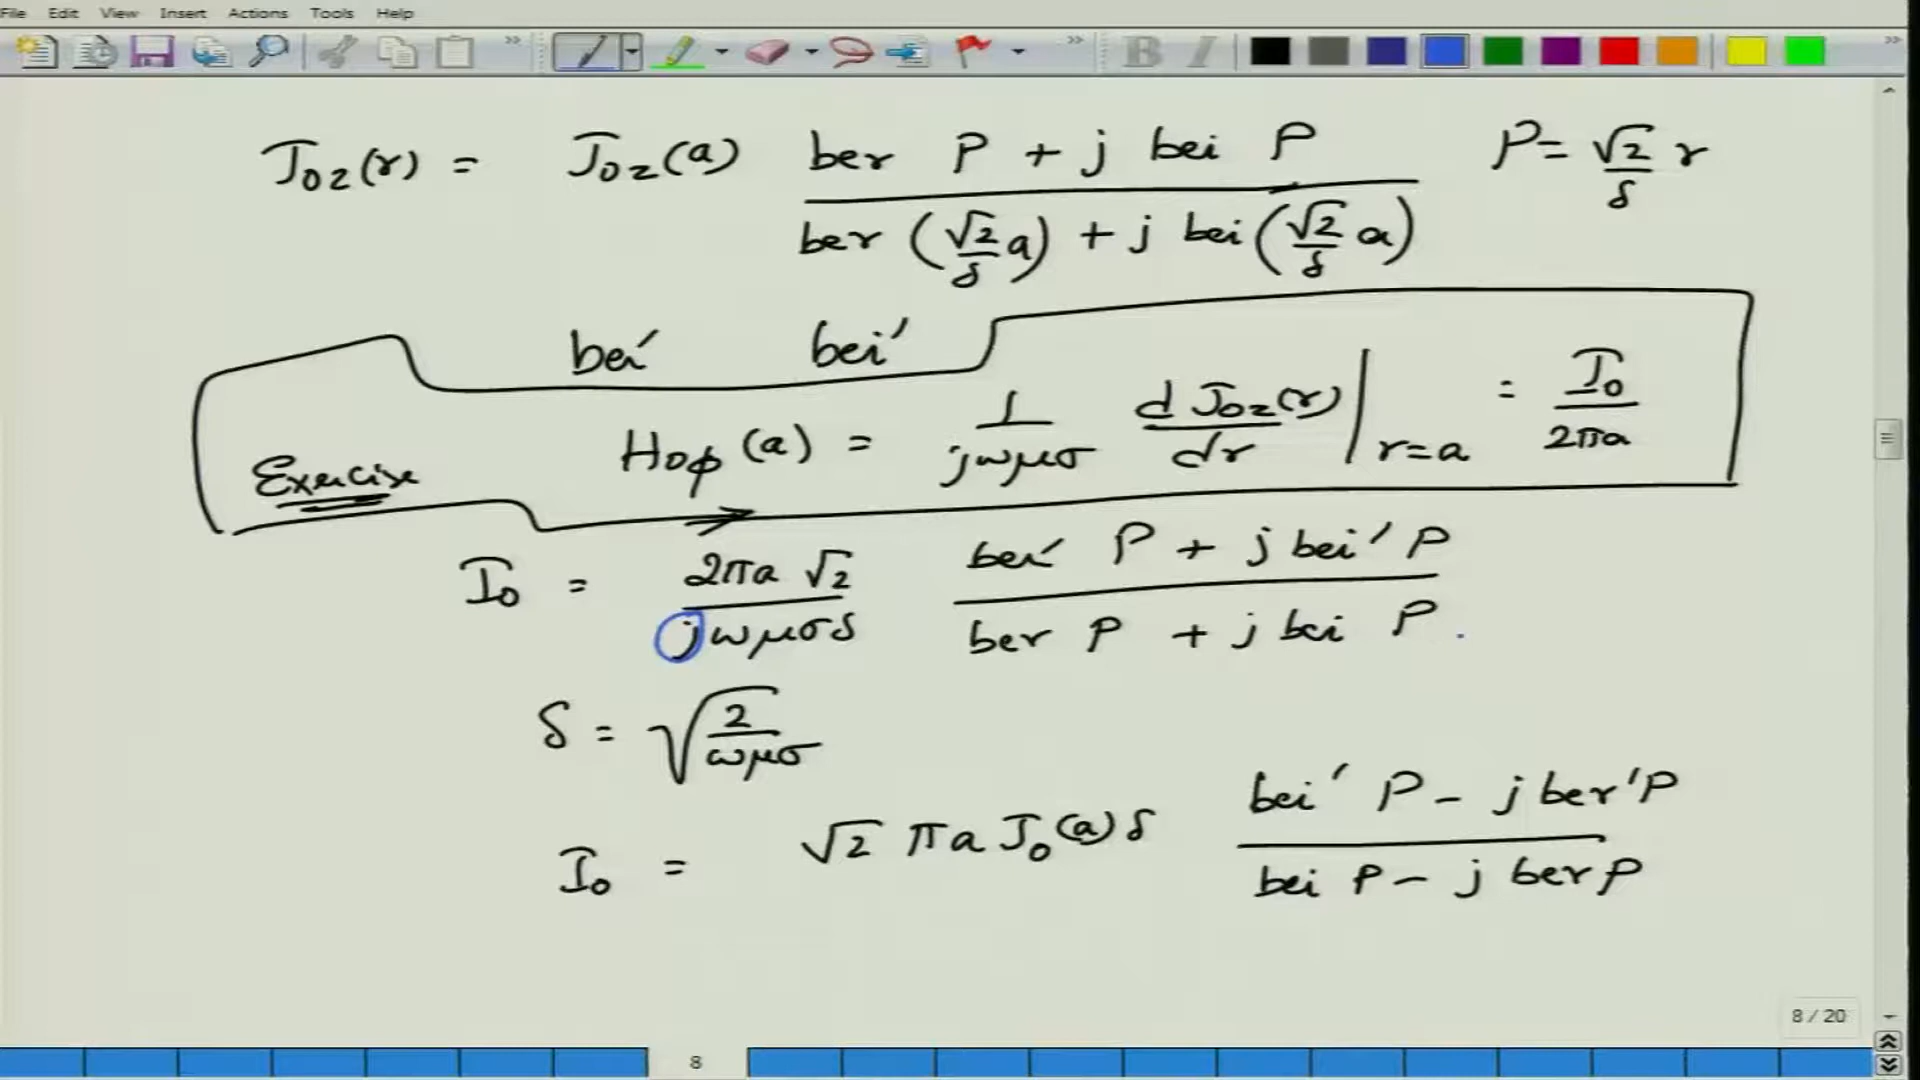 File Edit View Insert Actions Tools Help
B I
J₀z(r) = J₀z(a) (ber P + j bei P) / (ber (√2/δ a) + j bei (√2/δ a)) P = √2/δ r
ber′ bei′
Exercise H₀ϕ(a) = 1/(jωμσ) dJ₀z(r)/dr |r=a = I₀/(2πa)
I₀ = (2πa √2)/(jωμσδ) (ber′ P + j bei′ P)/(ber P + j bei P)
δ = √(2/(ωμσ))
I₀ = √2 πa J₀(a) δ (bei′ P – j ber′ P)/(bei P – j ber P)
8 / 20
8